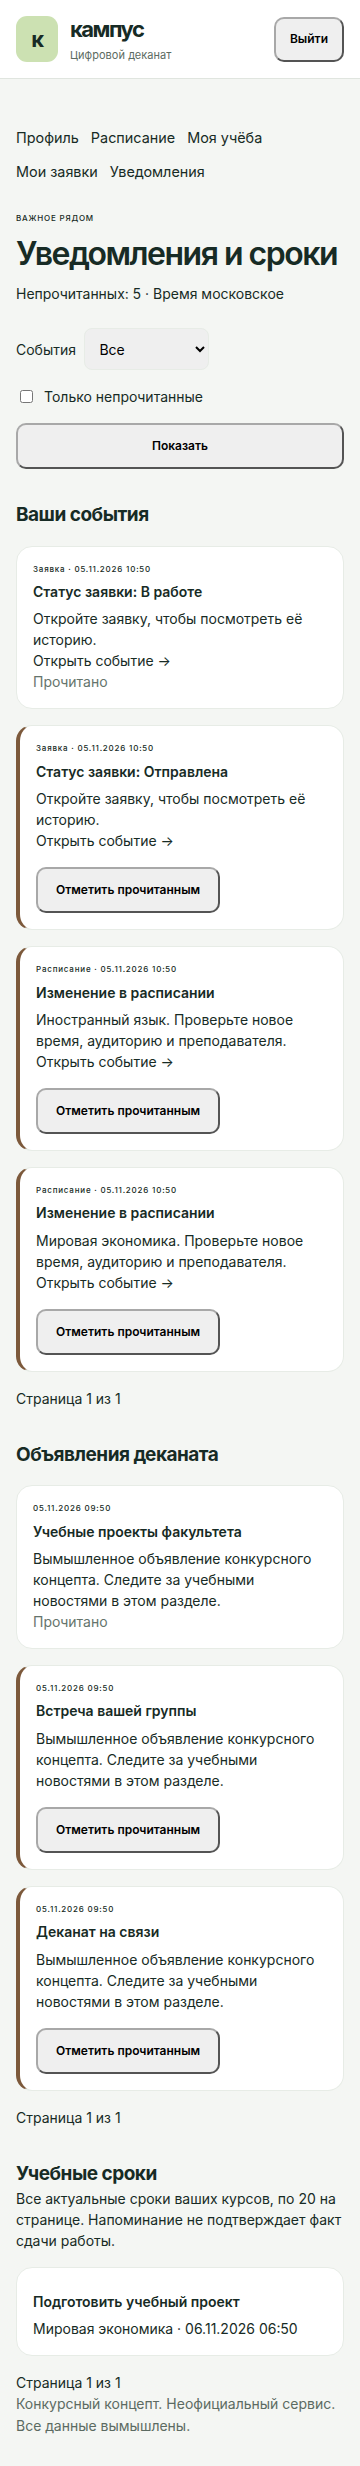 к
кампус
Цифровой деканат
Выйти
Профиль Расписание Моя учёба
Мои заявки Уведомления
ВАЖНОЕ РЯДОМ
Уведомления и сроки
Непрочитанных: 5 · Время московское
События Все
Только непрочитанные
Показать
Ваши события
Заявка · 05.11.2026 10:50
Статус заявки: В работе
Откройте заявку, чтобы посмотреть её
историю.
Открыть событие →
Прочитано
Заявка · 05.11.2026 10:50
Статус заявки: Отправлена
Откройте заявку, чтобы посмотреть её
историю.
Открыть событие →
Отметить прочитанным
Расписание · 05.11.2026 10:50
Изменение в расписании
Иностранный язык. Проверьте новое
время, аудиторию и преподавателя.
Открыть событие →
Отметить прочитанным
Расписание · 05.11.2026 10:50
Изменение в расписании
Мировая экономика. Проверьте новое
время, аудиторию и преподавателя.
Открыть событие →
Отметить прочитанным
Страница 1 из 1
Объявления деканата
05.11.2026 09:50
Учебные проекты факультета
Вымышленное объявление конкурсного
концепта. Следите за учебными
новостями в этом разделе.
Прочитано
05.11.2026 09:50
Встреча вашей группы
Вымышленное объявление конкурсного
концепта. Следите за учебными
новостями в этом разделе.
Отметить прочитанным
05.11.2026 09:50
Деканат на связи
Вымышленное объявление конкурсного
концепта. Следите за учебными
новостями в этом разделе.
Отметить прочитанным
Страница 1 из 1
Учебные сроки
Все актуальные сроки ваших курсов, по 20 на
странице. Напоминание не подтверждает факт
сдачи работы.
Подготовить учебный проект
Мировая экономика · 06.11.2026 06:50
Страница 1 из 1
Конкурсный концепт. Неофициальный сервис.
Все данные вымышлены.